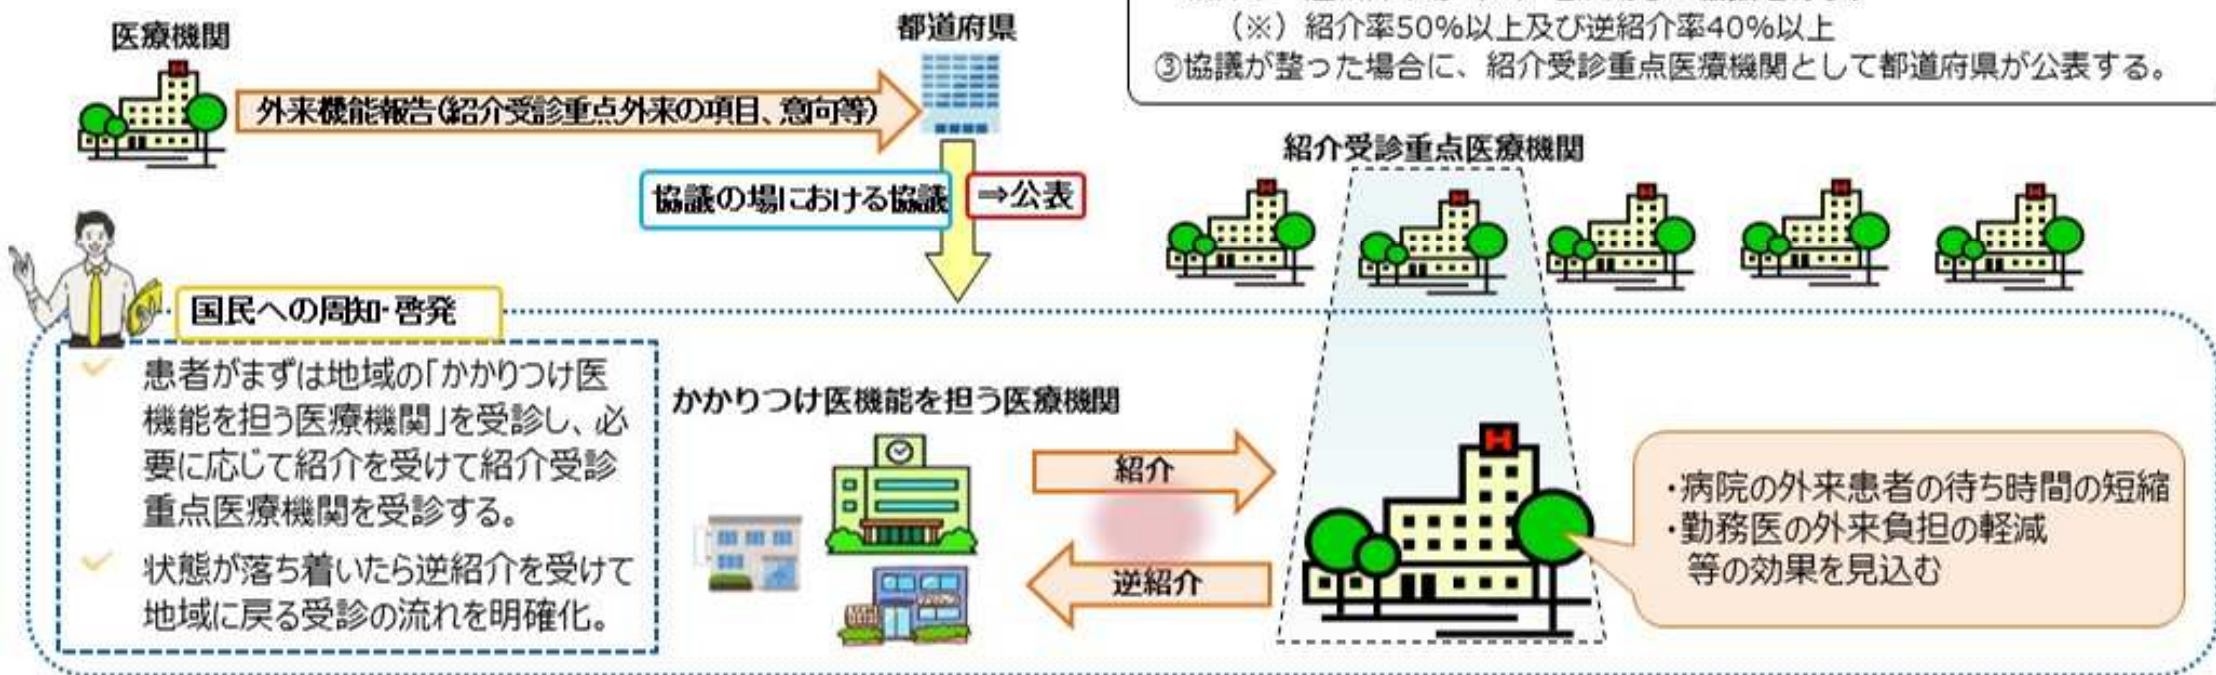 （※）紹介率50%以上及び逆紹介率40%以上
③協議が整った場合に、紹介受診重点医療機関として都道府県が公表する。
医療機関
都道府県
外来機能報告(紹介受診重点外来の項目、意向等)
協議の場における協議
⇒公表
紹介受診重点医療機関
国民への周知・啓発
患者がまずは地域の「かかりつけ医
機能を担う医療機関」を受診し、必
要に応じて紹介を受けて紹介受診
重点医療機関を受診する。
状態が落ち着いたら逆紹介を受けて
地域に戻る受診の流れを明確化。
かかりつけ医機能を担う医療機関
紹介
逆紹介
・病院の外来患者の待ち時間の短縮
・勤務医の外来負担の軽減
等の効果を見込む